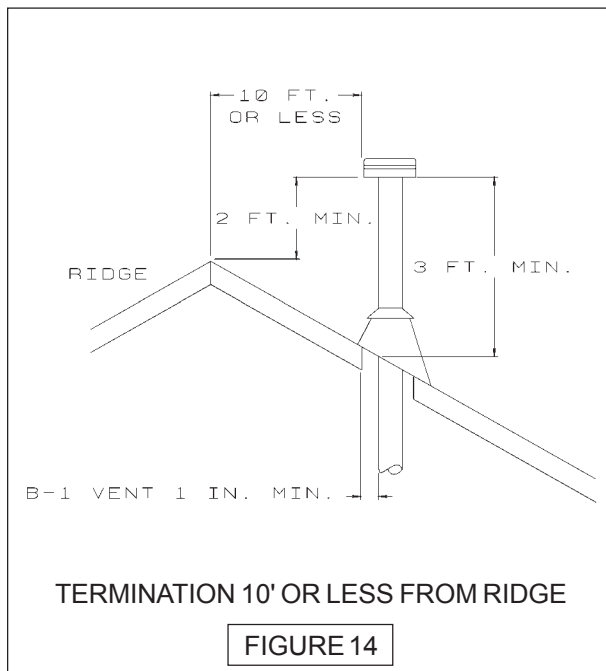 10 FT.
OR LESS
2 FT. MIN.
RIDGE
3 FT. MIN.
B-1 VENT 1 IN. MIN.
TERMINATION 10' OR LESS FROM RIDGE
FIGURE 14